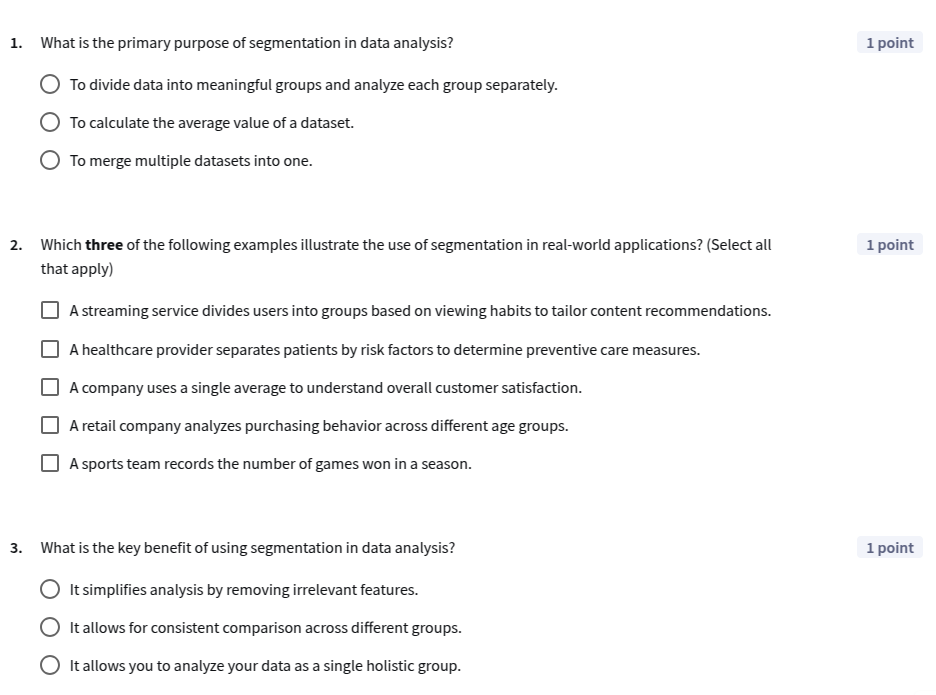 1. What is the primary purpose of segmentation in data analysis? 1 point
To divide data into meaningful groups and analyze each group separately.
To calculate the average value of a dataset.
To merge multiple datasets into one.
2. Which three of the following examples illustrate the use of segmentation in real-world applications? (Select all 1 point
that apply)
A streaming service divides users into groups based on viewing habits to tailor content recommendations.
A healthcare provider separates patients by risk factors to determine preventive care measures.
A company uses a single average to understand overall customer satisfaction.
A retail company analyzes purchasing behavior across different age groups.
A sports team records the number of games won in a season.
3. What is the key benefit of using segmentation in data analysis? 1 point
It simplifies analysis by removing irrelevant features.
It allows for consistent comparison across different groups.
It allows you to analyze your data as a single holistic group.